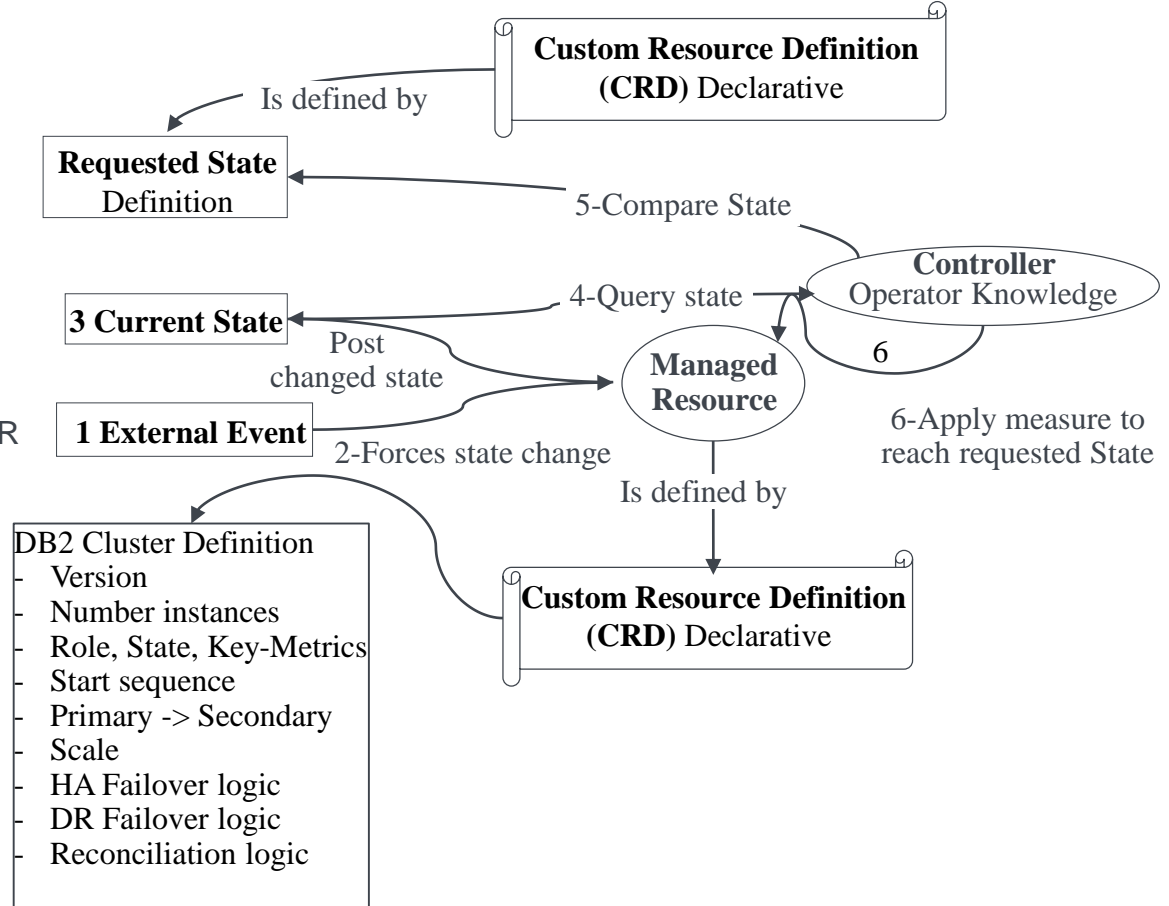 Custom Resource Definition
(CRD) Declarative
Is defined by
Requested State
Definition
5-Compare State
Controller
Operator Knowledge
4-Query state
3 Current State
Post
changed state
6
Managed
Resource
R
1 External Event
2-Forces state change
6-Apply measure to
reach requested State
Is defined by
DB2 Cluster Definition
- Version
- Number instances
- Role, State, Key-Metrics
- Start sequence
- Primary -> Secondary
- Scale
- HA Failover logic
- DR Failover logic
- Reconciliation logic
Custom Resource Definition
(CRD) Declarative